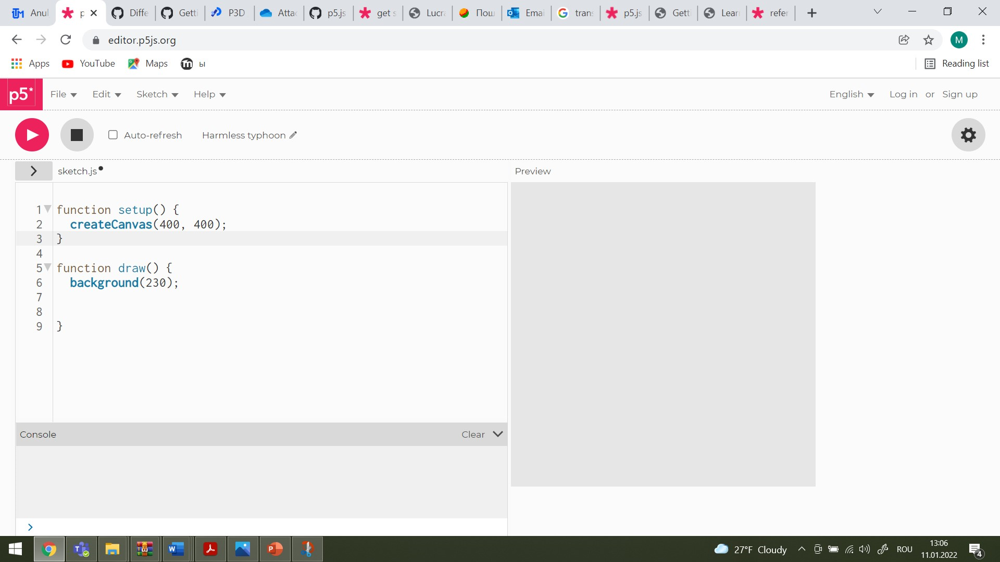 Anul
p
Diffe
Getti
P3D
Attac
p5.js
get s
Lucra
Пош
Emai
trans
p5.js
Getti
Learn
refer
editor.p5js.org
M
Apps
YouTube
Maps
m
ы
Reading list
p5*
File
Edit
Sketch
Help
English
Log in or Sign up
Auto-refresh
Harmless typhoon
sketch.js
Preview
1 function setup() {
2 createCanvas(400, 400);
3 }
4
5 function draw() {
6 background(230);
7
8
9 }
Console
Clear
>
27°F Cloudy
ROU
13:06
11.01.2022
4